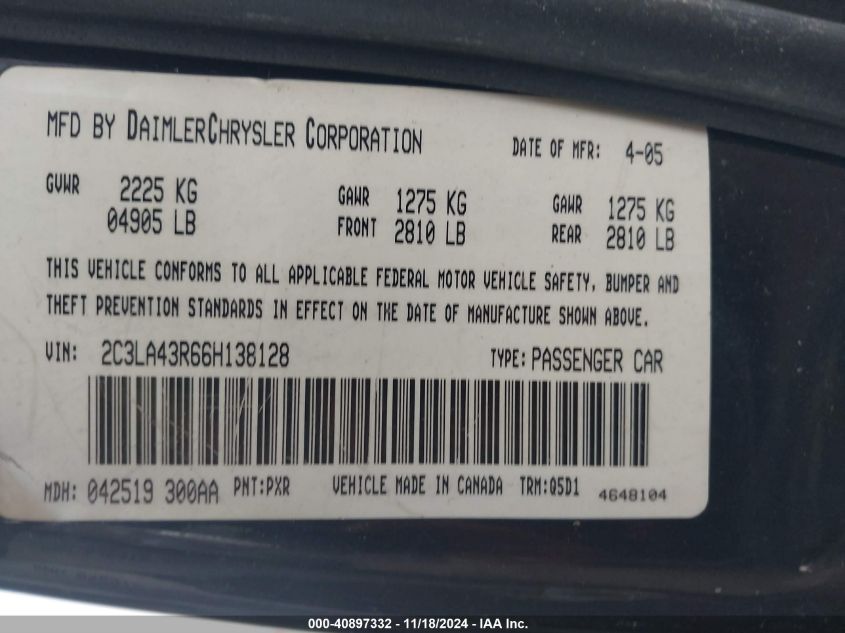 MFD BY DAIMLERCHRYSLER CORPORATION DATE OF MFR: 4-05
GVWR 2225 KG GAWR 1275 KG GAWR 1275 KG
04905 LB FRONT 2810 LB REAR 2810 LB
THIS VEHICLE CONFORMS TO ALL APPLICABLE FEDERAL MOTOR VEHICLE SAFETY, BUMPER AND
THEFT PREVENTION STANDARDS IN EFFECT ON THE DATE OF MANUFACTURE SHOWN ABOVE.
VIN: 2C3LA43R66H138128 TYPE: PASSENGER CAR
MDH: 042519 300AA PNT:PXR VEHICLE MADE IN CANADA TRM:05D1 4648104
000-40897332 - 11/18/2024 - IAA Inc.